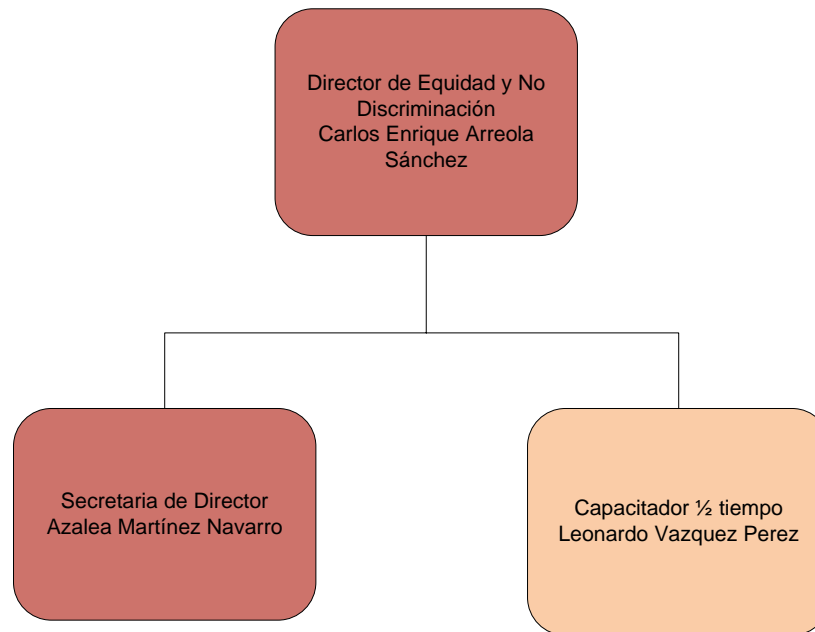 Director de Equidad y No
Discriminación
Carlos Enrique Arreola
Sánchez
Secretaria de Director
Azalea Martínez Navarro
Capacitador ½ tiempo
Leonardo Vazquez Perez